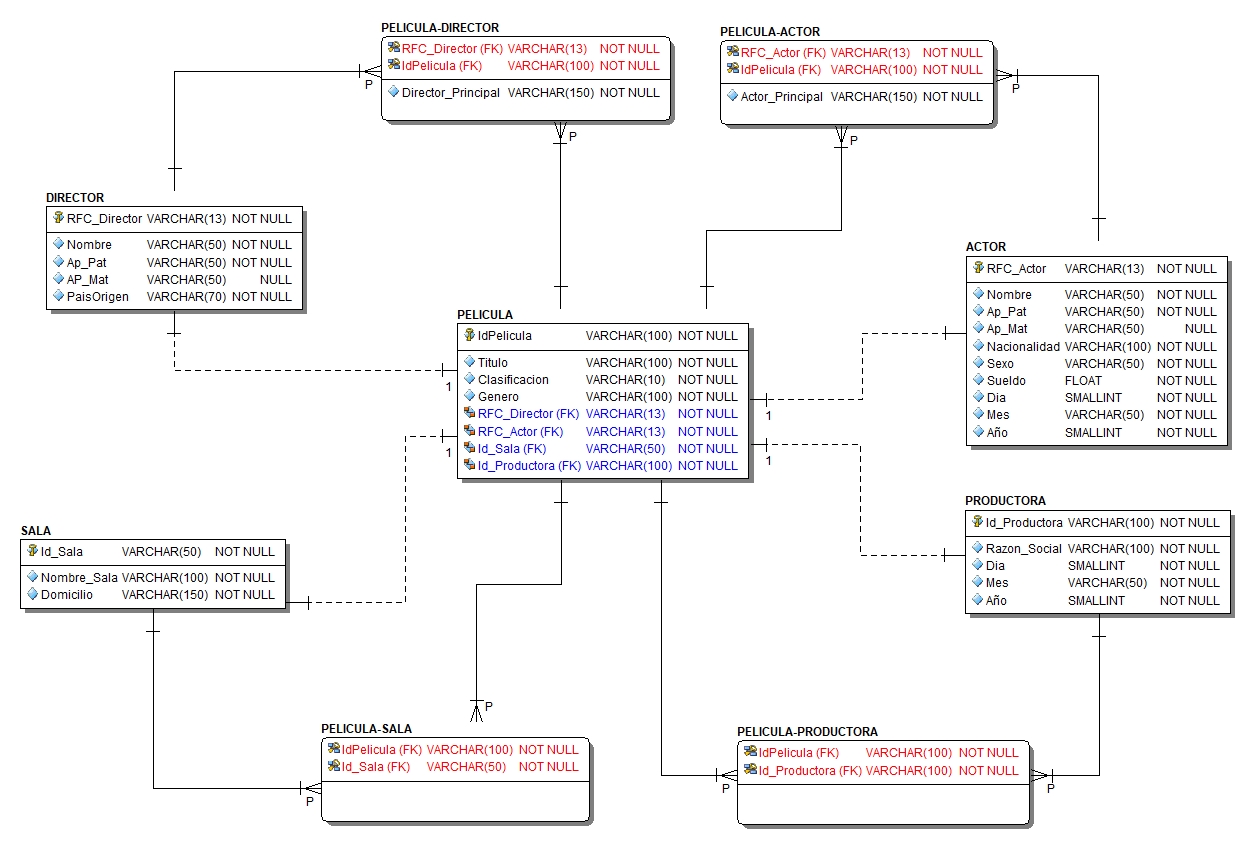 PELICULA-DIRECTOR
RFC_Director (FK) VARCHAR(13) NOT NULL
IdPelicula (FK) VARCHAR(100) NOT NULL
Director_Principal VARCHAR(150) NOT NULL
P
P
PELICULA-ACTOR
RFC_Actor (FK) VARCHAR(13) NOT NULL
IdPelicula (FK) VARCHAR(100) NOT NULL
Actor_Principal VARCHAR(150) NOT NULL
P
P
DIRECTOR
RFC_Director VARCHAR(13) NOT NULL
Nombre VARCHAR(50) NOT NULL
Ap_Pat VARCHAR(50) NOT NULL
AP_Mat VARCHAR(50) NULL
PaisOrigen VARCHAR(70) NOT NULL
ACTOR
RFC_Actor VARCHAR(13) NOT NULL
Nombre VARCHAR(50) NOT NULL
Ap_Pat VARCHAR(50) NOT NULL
Ap_Mat VARCHAR(50) NULL
Nacionalidad VARCHAR(100) NOT NULL
Sexo VARCHAR(50) NOT NULL
Sueldo FLOAT NOT NULL
Dia SMALLINT NOT NULL
Mes VARCHAR(50) NOT NULL
Año SMALLINT NOT NULL
PELICULA
IdPelicula VARCHAR(100) NOT NULL
Titulo VARCHAR(100) NOT NULL
Clasificacion VARCHAR(10) NOT NULL
Genero VARCHAR(100) NOT NULL
RFC_Director (FK) VARCHAR(13) NOT NULL
RFC_Actor (FK) VARCHAR(13) NOT NULL
Id_Sala (FK) VARCHAR(50) NOT NULL
Id_Productora (FK) VARCHAR(100) NOT NULL
1
1
1
1
SALA
Id_Sala VARCHAR(50) NOT NULL
Nombre_Sala VARCHAR(100) NOT NULL
Domicilio VARCHAR(150) NOT NULL
PRODUCTORA
Id_Productora VARCHAR(100) NOT NULL
Razon_Social VARCHAR(100) NOT NULL
Dia SMALLINT NOT NULL
Mes VARCHAR(50) NOT NULL
Año SMALLINT NOT NULL
P
PELICULA-SALA
IdPelicula (FK) VARCHAR(100) NOT NULL
Id_Sala (FK) VARCHAR(50) NOT NULL
P
PELICULA-PRODUCTORA
IdPelicula (FK) VARCHAR(100) NOT NULL
Id_Productora (FK) VARCHAR(100) NOT NULL
P
P